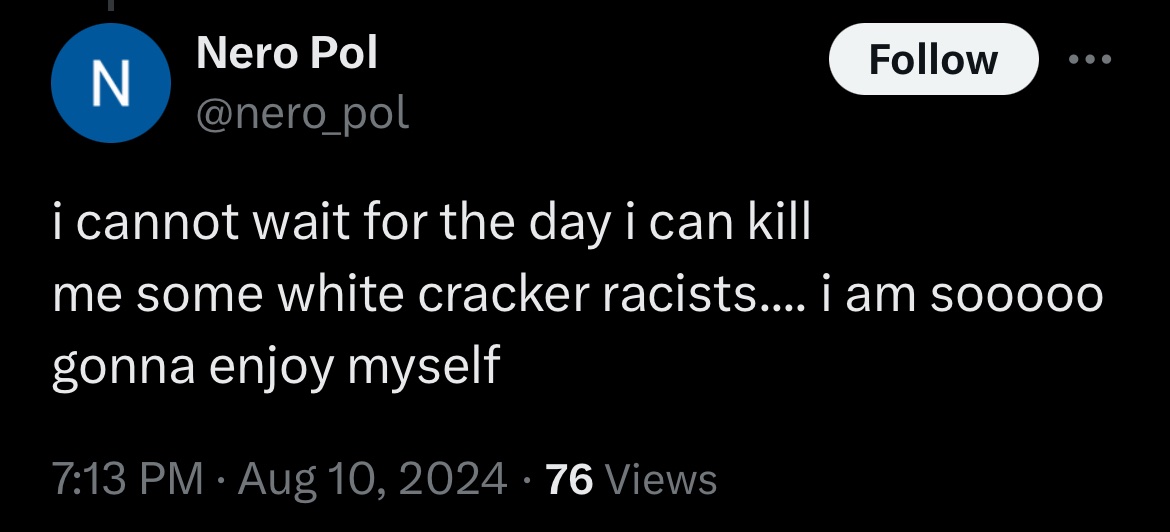 N
Nero Pol
@nero_pol
Follow
i cannot wait for the day i can kill
me some white cracker racists.... i am sooooo
gonna enjoy myself
7:13 PM · Aug 10, 2024 · 76 Views